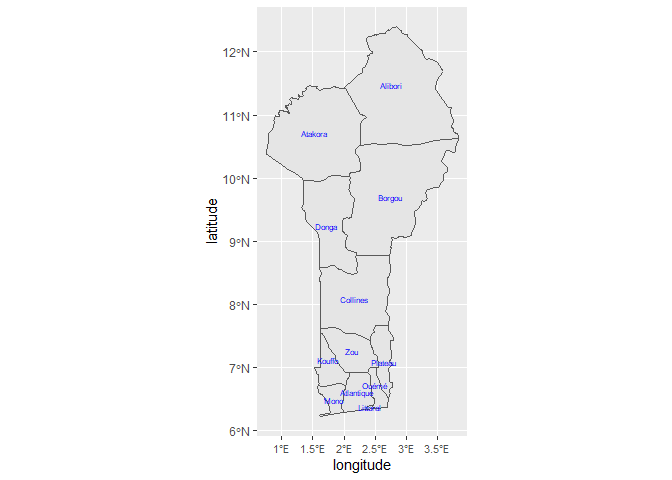 12°N
Alibori
11°N
Atakora
10°N
Borgou
Donga
9°N
latitude
8°N
Collines
Zou
Kouffo
Plateau
7°N
Ouémé
Atlantique
Mono
Littoral
6°N
1°E 1.5°E 2°E 2.5°E 3°E 3.5°E
longitude